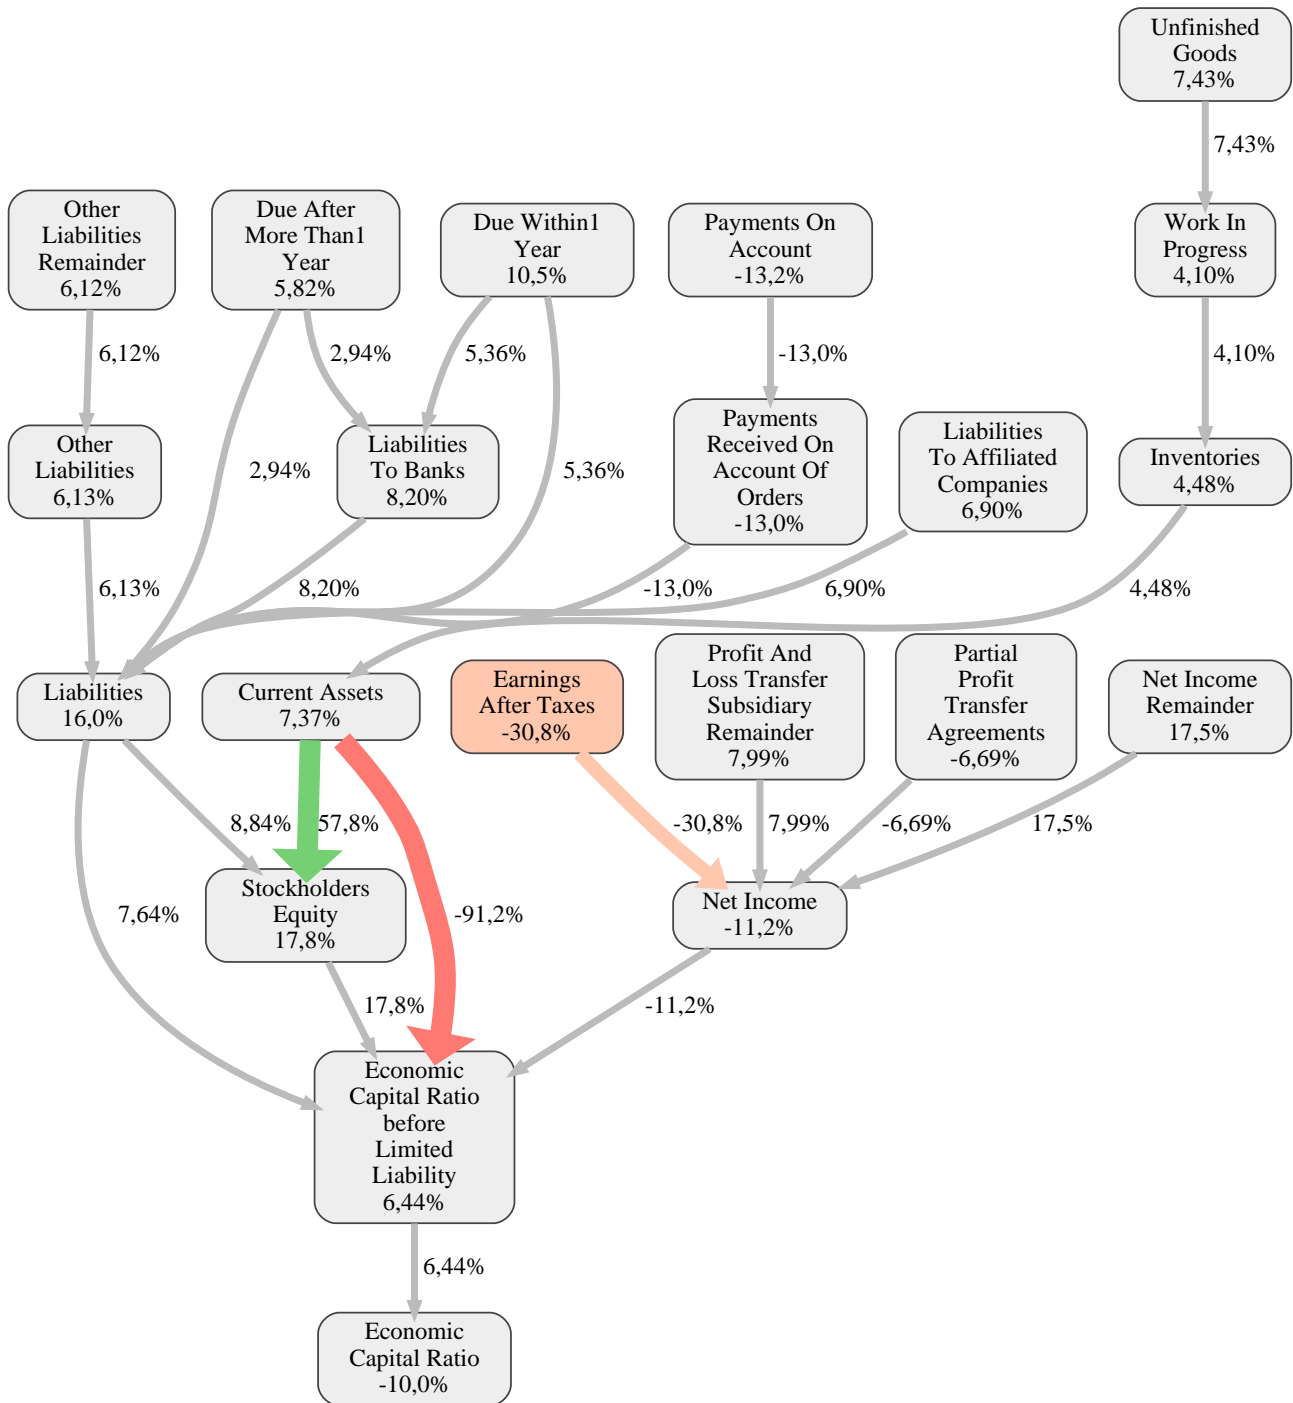 Unfinished
Goods
7,43%
7,43%
Other
Liabilities
Remainder
6,12%
Due After
More Than1
Year
5,82%
Due Within1
Year
10,5%
Payments On
Account
-13,2%
Work In
Progress
4,10%
6,12%
2,94%
5,36%
-13,0%
4,10%
Other
Liabilities
6,13%
2,94%
Liabilities
To Banks
8,20%
5,36%
Payments
Received On
Account Of
Orders
-13,0%
Liabilities
To Affiliated
Companies
6,90%
Inventories
4,48%
6,13%
8,20%
-13,0%
6,90%
4,48%
Liabilities
16,0%
Current Assets
7,37%
Earnings
After Taxes
-30,8%
Profit And
Loss Transfer
Subsidiary
Remainder
7,99%
Partial
Profit
Transfer
Agreements
-6,69%
Net Income
Remainder
17,5%
8,84%
57,8%
-30,8%
7,99%
-6,69%
17,5%
7,64%
Stockholders
Equity
17,8%
-91,2%
Net Income
-11,2%
17,8%
-11,2%
Economic
Capital Ratio
before
Limited
Liability
6,44%
6,44%
Economic
Capital Ratio
-10,0%